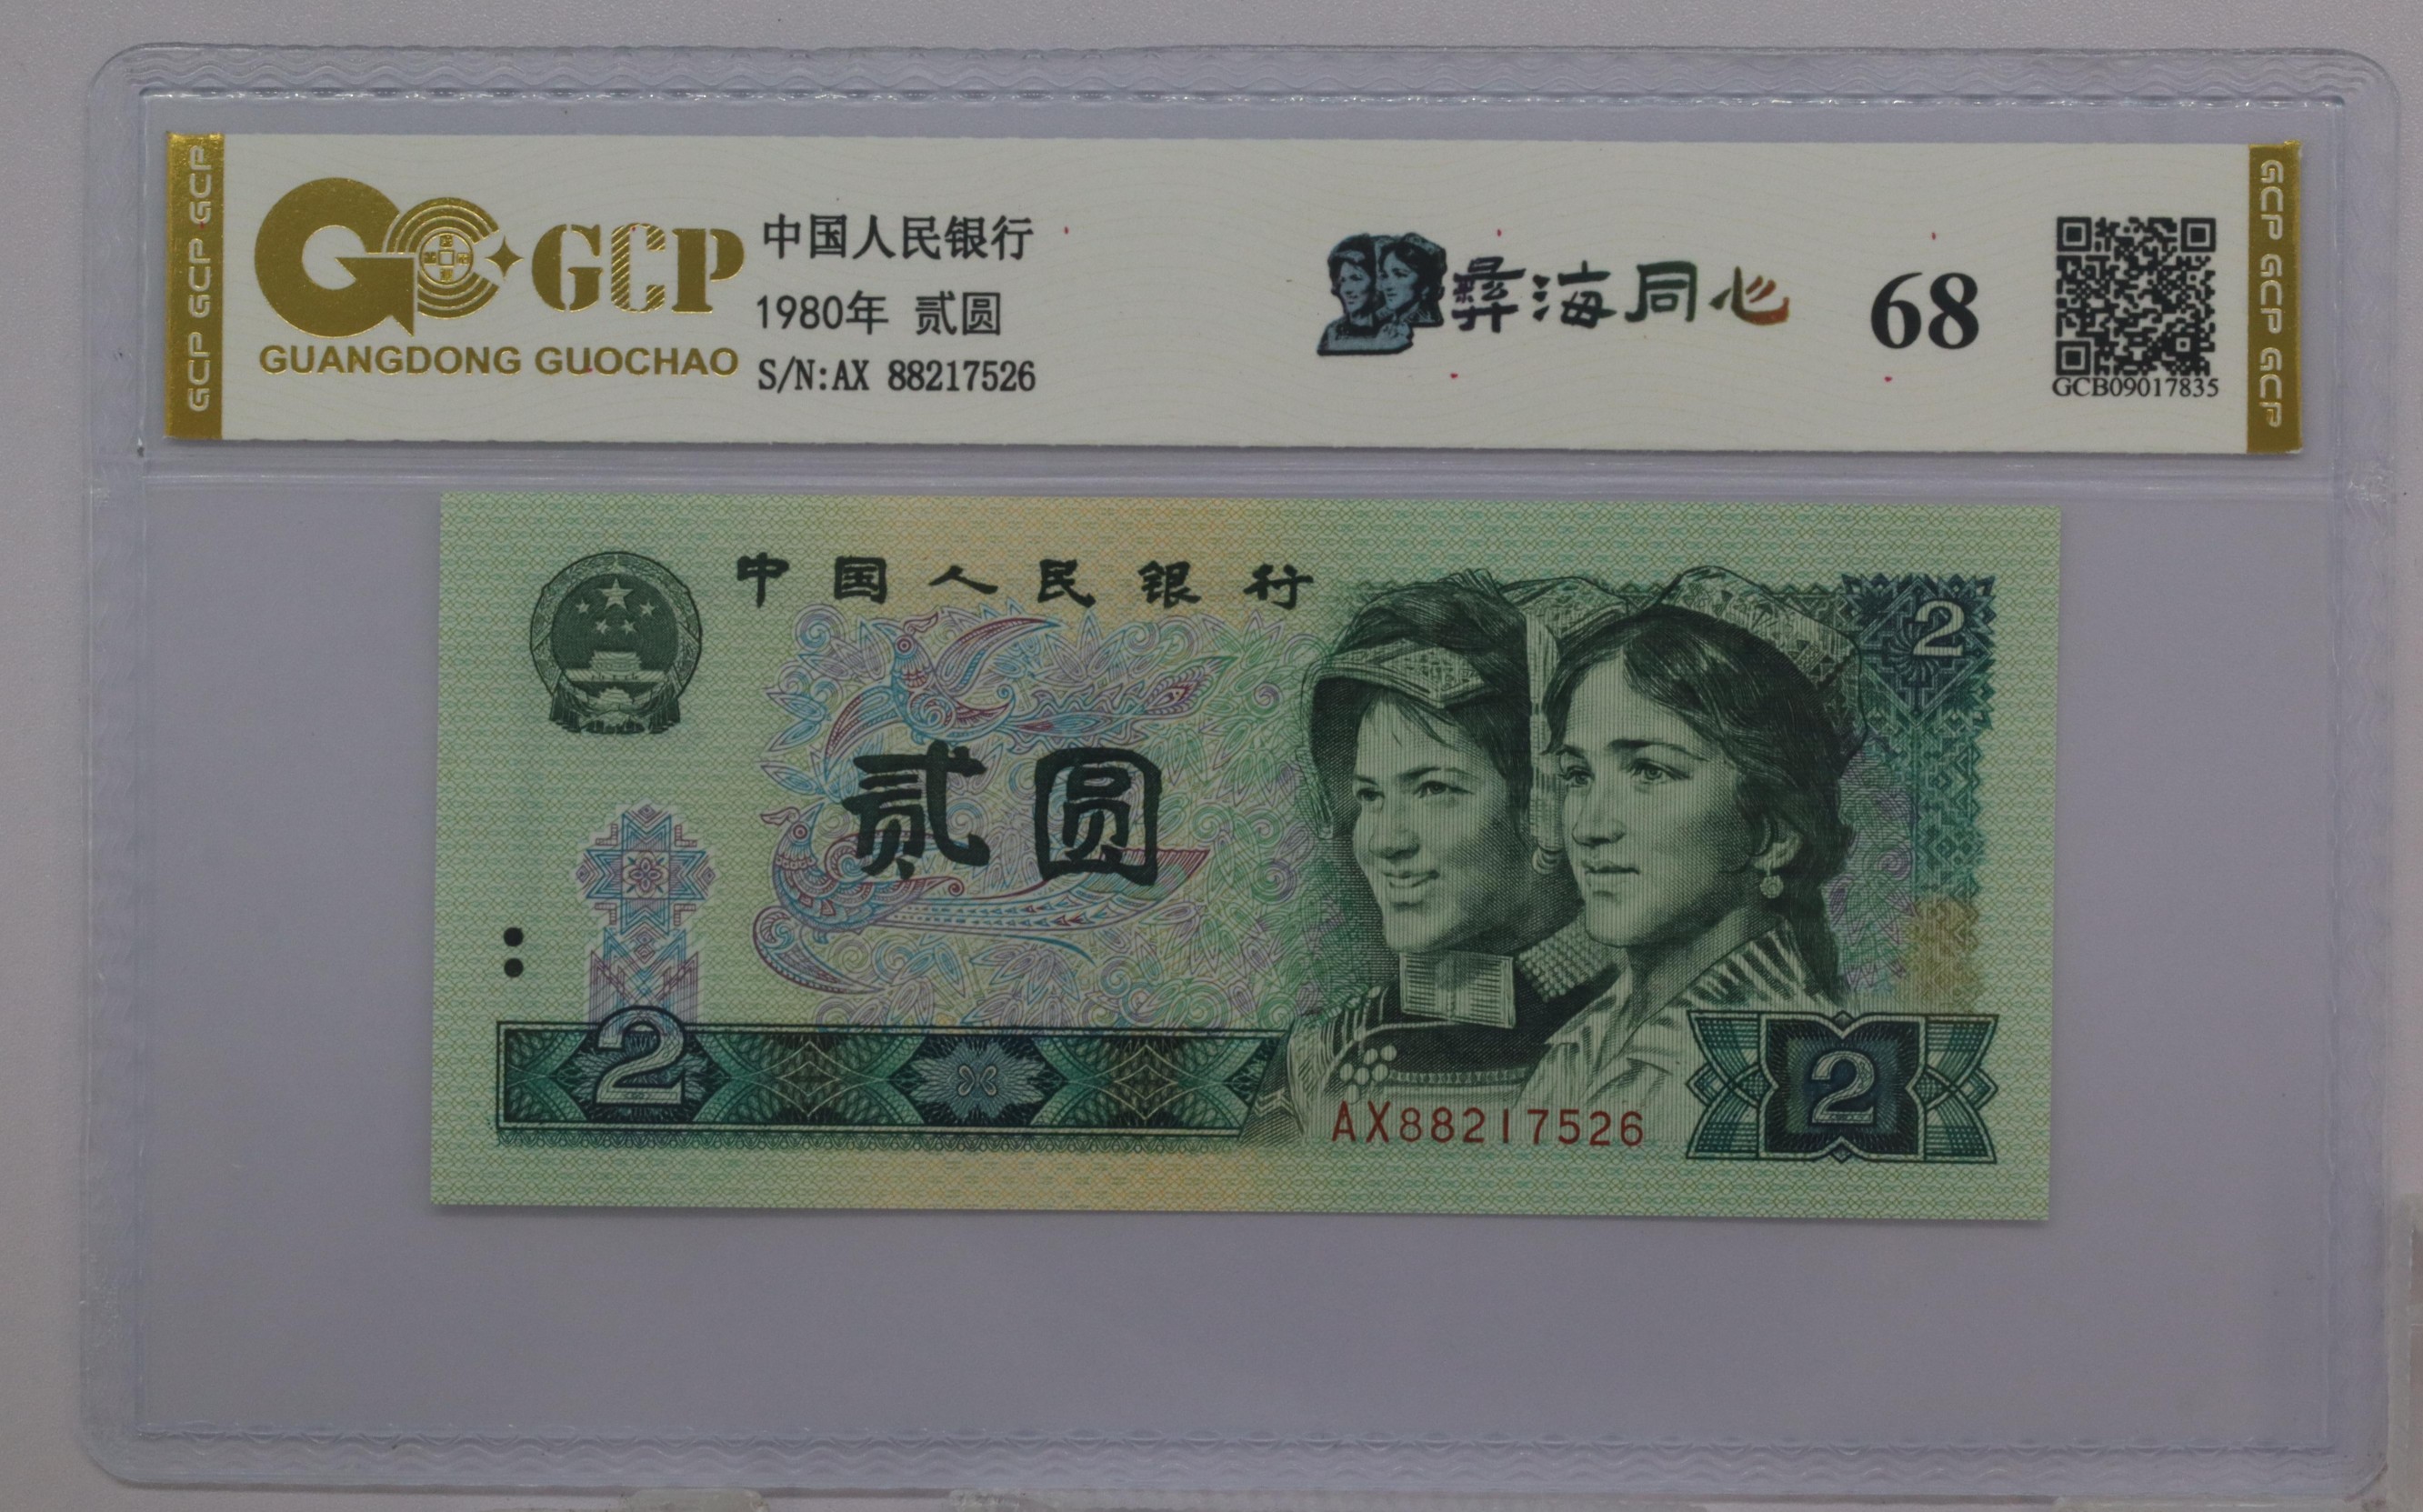 GCP GCP GCP
GCP
GUANGDONG GUOCHAO
中国人民银行
1980年 贰圆
S/N:AX 88217526
彝海同心
68
GCB09017835
GCP GCP GCP
中国人民银行
2
贰圆
2
AX88217526
2